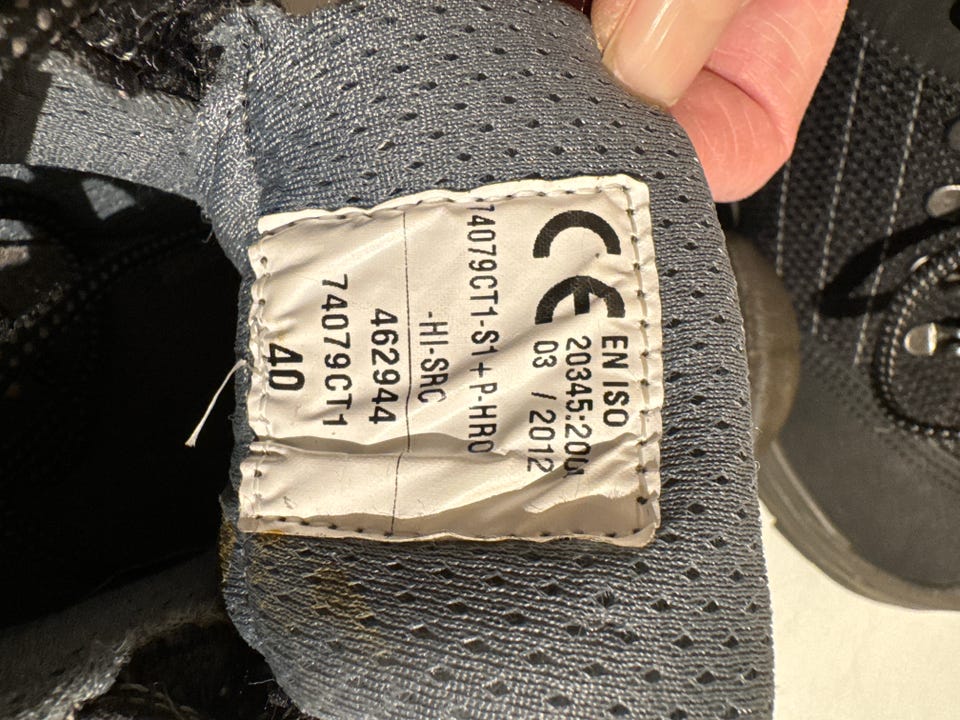 CE EN ISO
03 / 2012
74079CT1-S1+P-HRO
-HI-SRC
462944
74079CT1
40